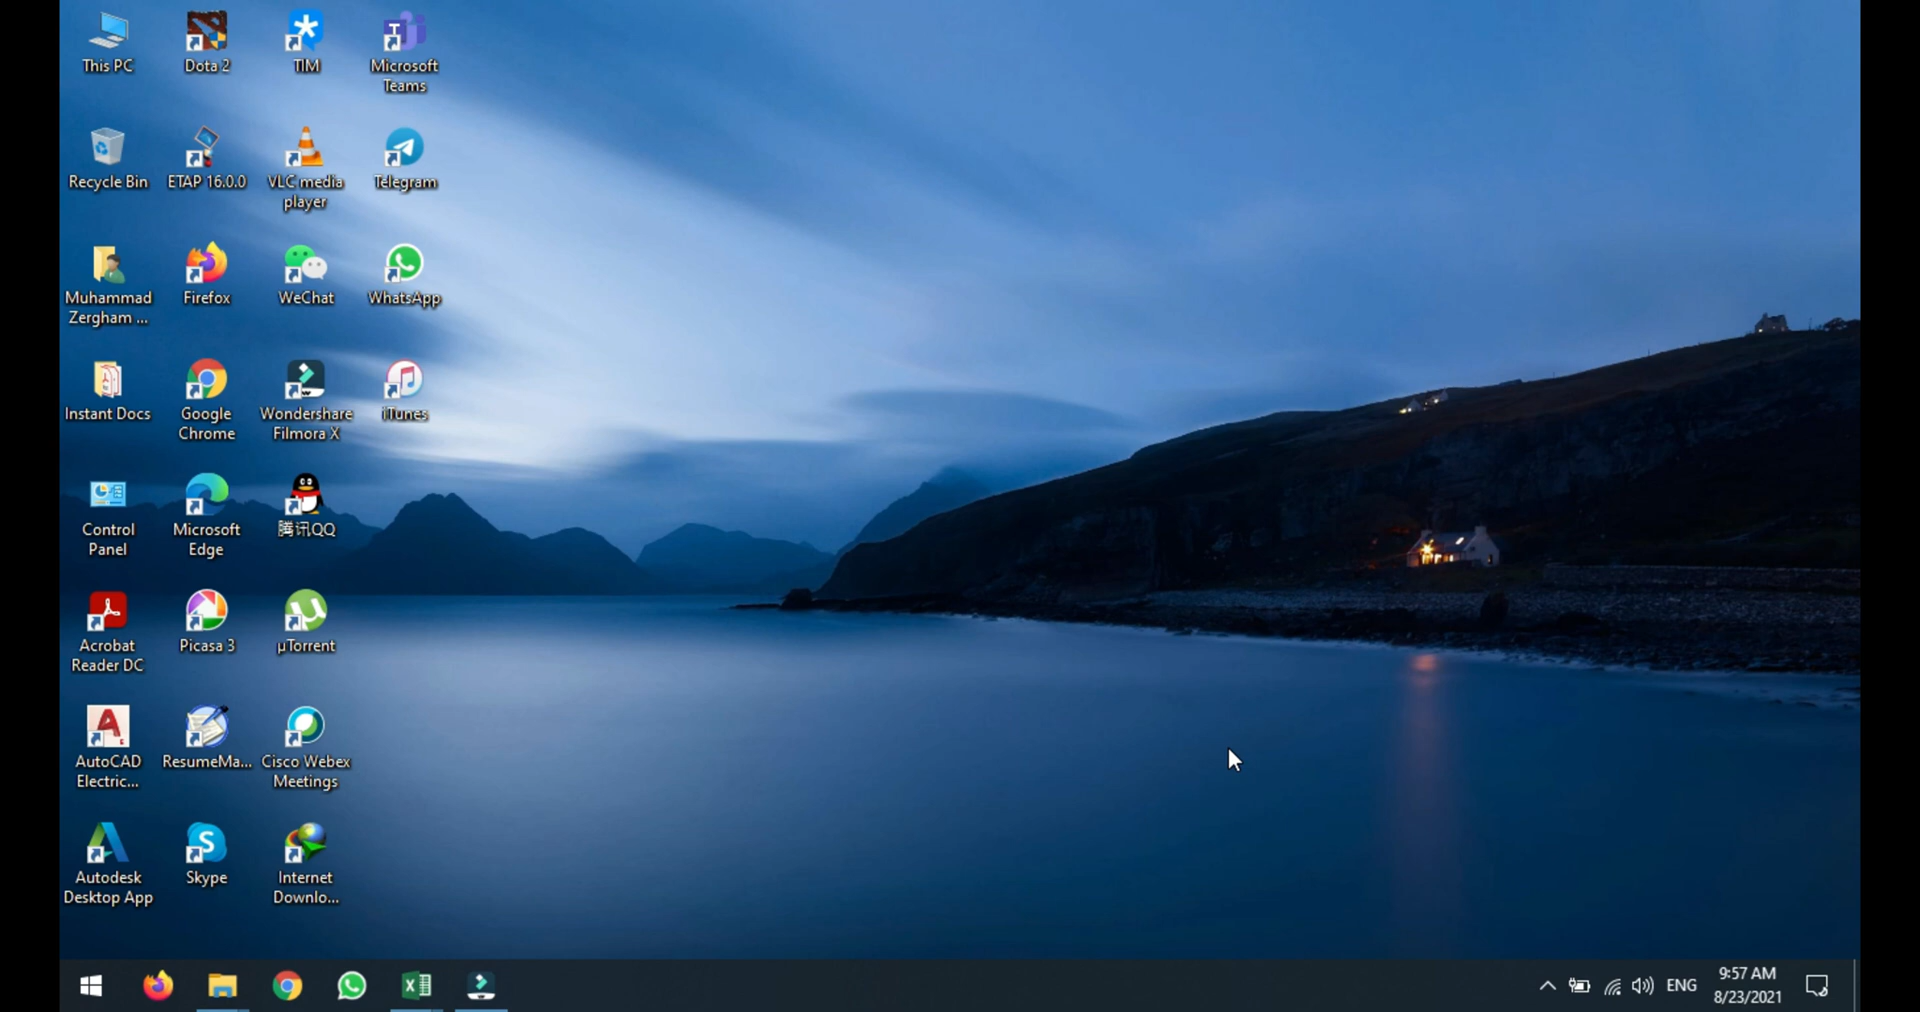 This PC
Dota 2
TIM
Microsoft
Teams
Recycle Bin
ETAP 16.0.0
VLC media
player
Telegram
Muhammad
Zergham ...
Firefox
WeChat
WhatsApp
Instant Docs
Google
Chrome
Wondershare
Filmora X
iTunes
Control
Panel
Microsoft
Edge
腾讯QQ
Acrobat
Reader DC
Picasa 3
µTorrent
AutoCAD
Electric...
ResumeMa...
Cisco Webex
Meetings
Autodesk
Desktop App
Skype
Internet
Downlo...
ENG
9:57 AM
8/23/2021